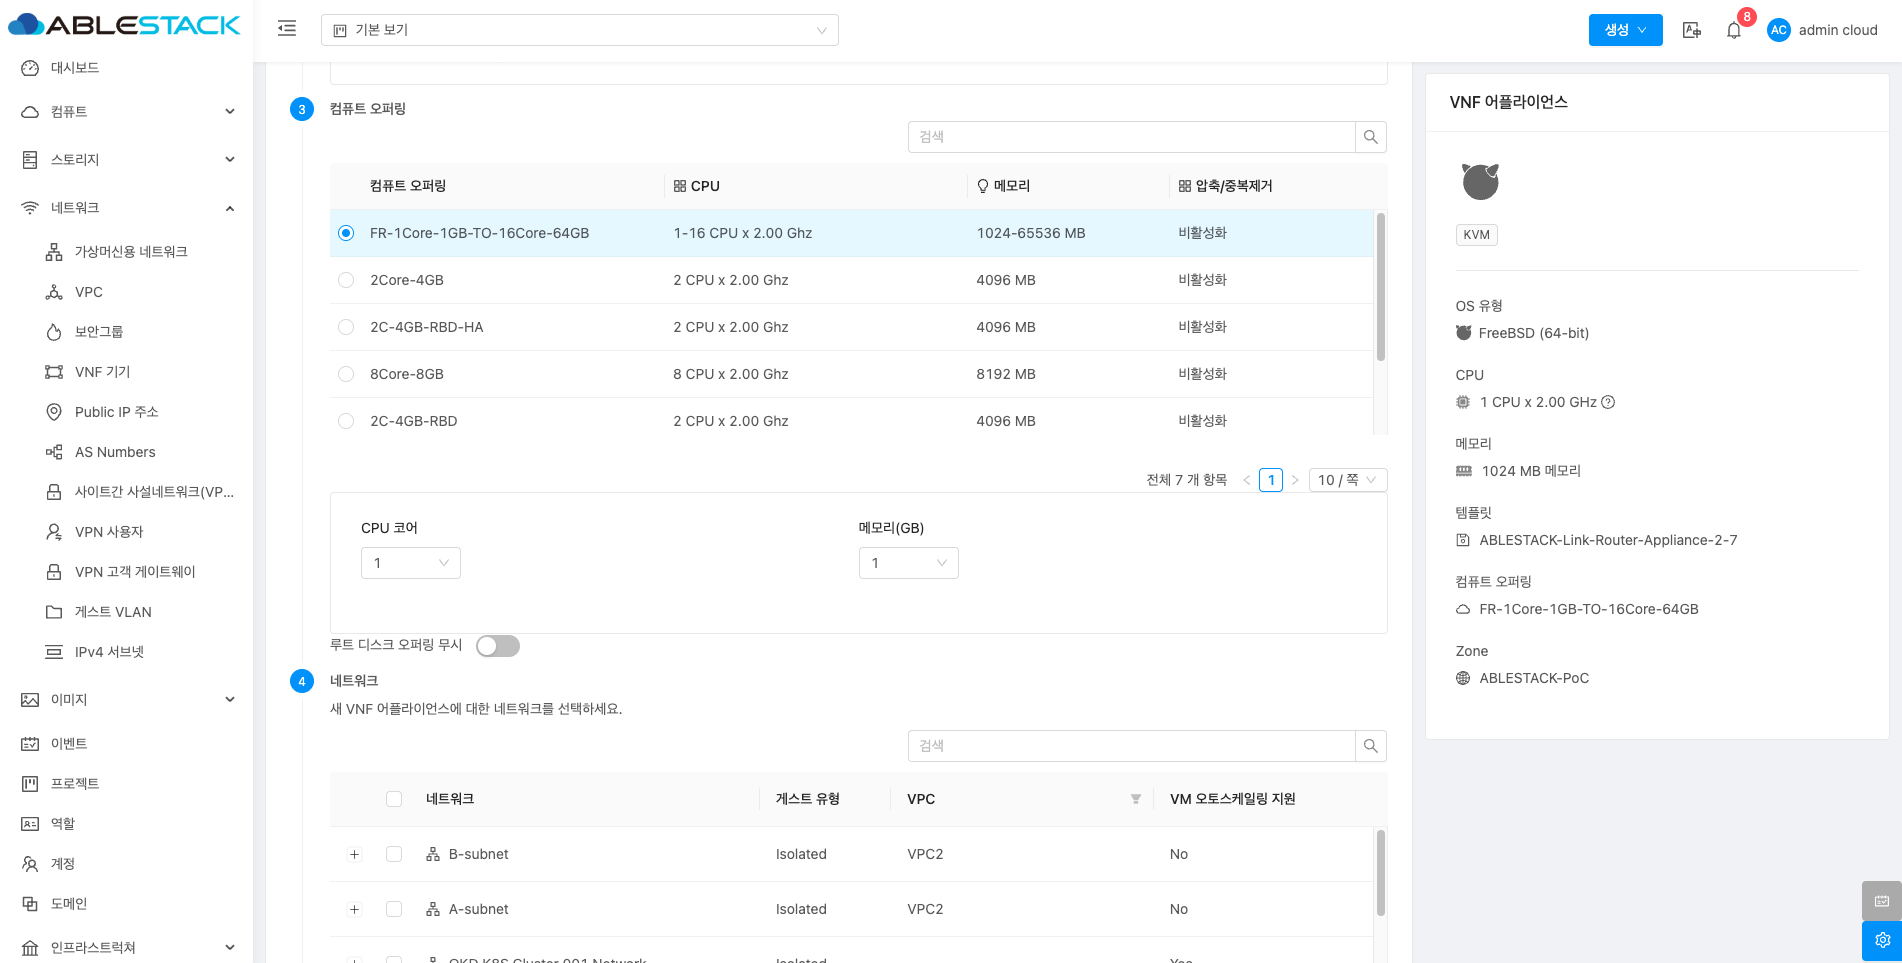 ABLESTACK
기본 보기
생성
8
AC
admin cloud
대시보드
컴퓨트
스토리지
네트워크
가상머신용 네트워크
VPC
보안그룹
VNF 기기
Public IP 주소
AS Numbers
사이트간 사설네트워크(VP...
VPN 사용자
VPN 고객 게이트웨이
게스트 VLAN
IPv4 서브넷
이미지
이벤트
프로젝트
역할
계정
도메인
인프라스트럭쳐
3
컴퓨트 오퍼링
검색
컴퓨트 오퍼링 CPU 메모리 압축/중복제거
FR-1Core-1GB-TO-16Core-64GB 1-16 CPU x 2.00 Ghz 1024-65536 MB 비활성화
2Core-4GB 2 CPU x 2.00 Ghz 4096 MB 비활성화
2C-4GB-RBD-HA 2 CPU x 2.00 Ghz 4096 MB 비활성화
8Core-8GB 8 CPU x 2.00 Ghz 8192 MB 비활성화
2C-4GB-RBD 2 CPU x 2.00 Ghz 4096 MB 비활성화
전체 7 개 항목 1 10 / 쪽
CPU 코어 메모리(GB)
1 1
루트 디스크 오퍼링 무시
4
네트워크
새 VNF 어플라이언스에 대한 네트워크를 선택하세요.
검색
네트워크 게스트 유형 VPC VM 오토스케일링 지원
B-subnet Isolated VPC2 No
A-subnet Isolated VPC2 No
OKD K8S Cluster 001 Network Isolated Yes
VNF 어플라이언스
KVM
OS 유형
FreeBSD (64-bit)
CPU
1 CPU x 2.00 GHz
메모리
1024 MB 메모리
템플릿
ABLESTACK-Link-Router-Appliance-2-7
컴퓨트 오퍼링
FR-1Core-1GB-TO-16Core-64GB
Zone
ABLESTACK-PoC